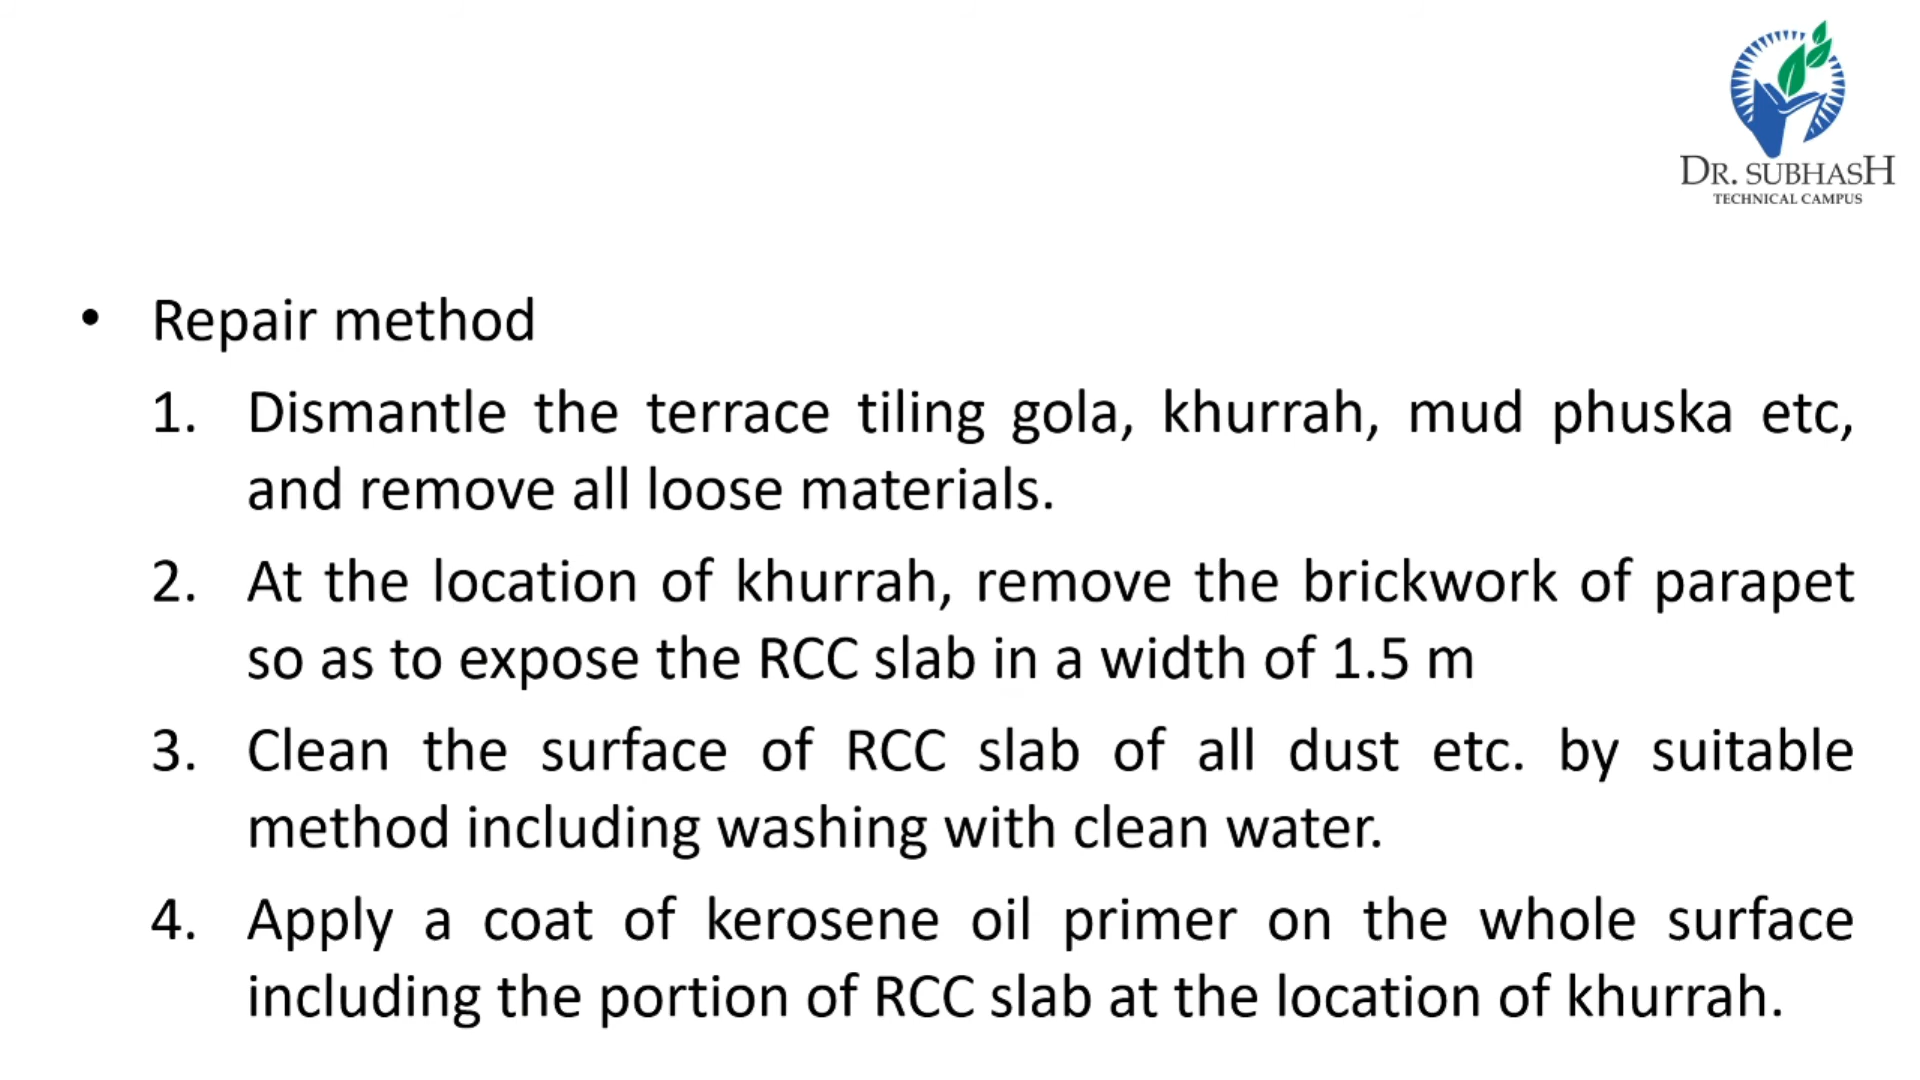 DR. SUBHASH
TECHNICAL CAMPUS
• Repair method
1. Dismantle the terrace tiling gola, khurrah, mud phuska etc,
and remove all loose materials.
2. At the location of khurrah, remove the brickwork of parapet
so as to expose the RCC slab in a width of 1.5 m
3. Clean the surface of RCC slab of all dust etc. by suitable
method including washing with clean water.
4. Apply a coat of kerosene oil primer on the whole surface
including the portion of RCC slab at the location of khurrah.